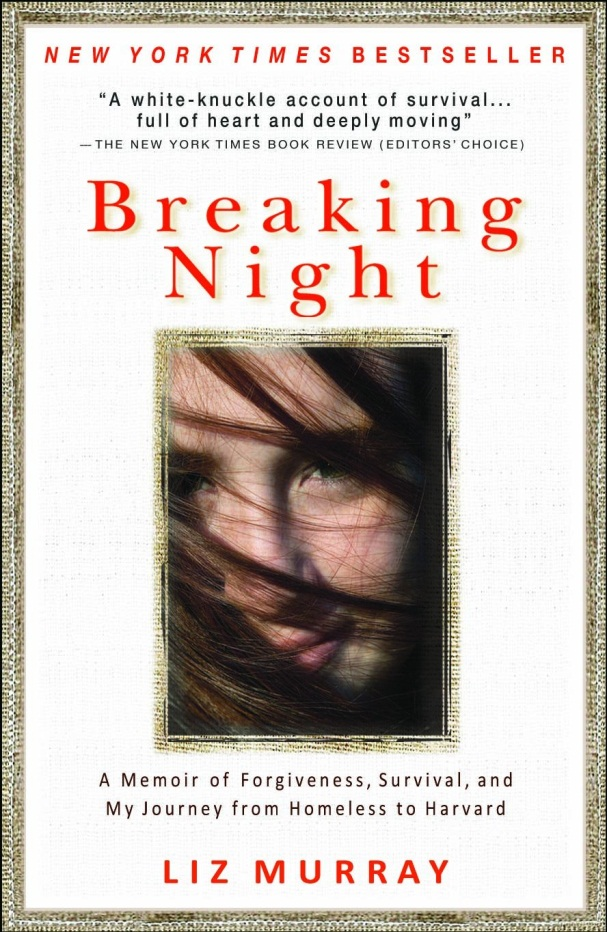 NEW YORK TIMES BESTSELLER
“A white-knuckle account of survival...
full of heart and deeply moving”
—THE NEW YORK TIMES BOOK REVIEW (EDITORS’ CHOICE)
Breaking
Night
A Memoir of Forgiveness, Survival, and
My Journey from Homeless to Harvard
LIZ MURRAY